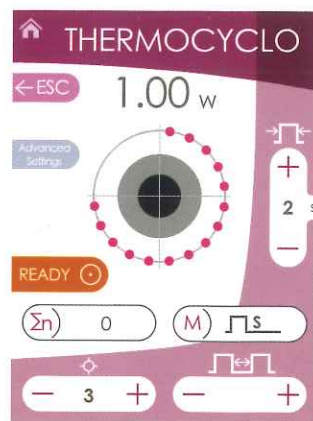 THERMOCYCLO
← ESC
1.00 w
Advanced
Settings
2 s
READY
Σn) 0
M) S
− 3 +
− +